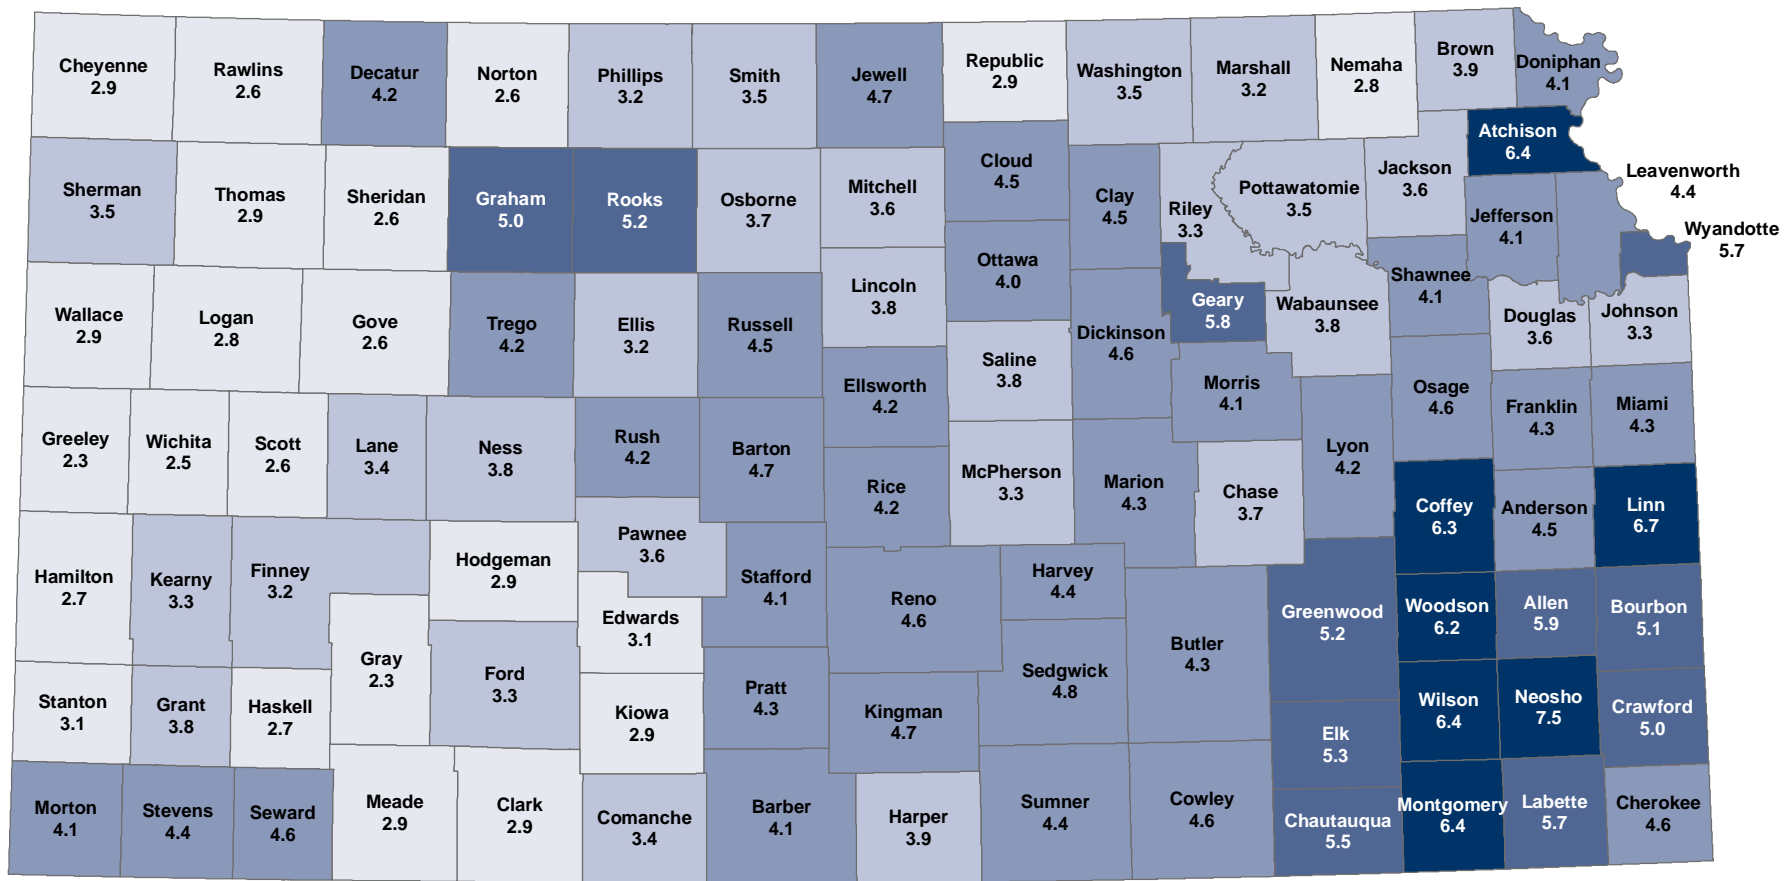 Cheyenne
2.9
Rawlins
2.6
Decatur
4.2
Norton
2.6
Phillips
3.2
Smith
3.5
Jewell
4.7
Republic
2.9
Washington
3.5
Marshall
3.2
Nemaha
2.8
Brown
3.9
Doniphan
4.1
Atchison
6.4
Sherman
3.5
Thomas
2.9
Sheridan
2.6
Graham
5.0
Rooks
5.2
Osborne
3.7
Mitchell
3.6
Cloud
4.5
Clay
4.5
Riley
3.3
Pottawatomie
3.5
Jackson
3.6
Jefferson
4.1
Leavenworth
4.4
Wyandotte
5.7
Ottawa
4.0
Lincoln
3.8
Wallace
2.9
Logan
2.8
Gove
2.6
Trego
4.2
Ellis
3.2
Russell
4.5
Saline
3.8
Dickinson
4.6
Geary
5.8
Wabaunsee
3.8
Shawnee
4.1
Douglas
3.6
Johnson
3.3
Ellsworth
4.2
Morris
4.1
Osage
4.6
Franklin
4.3
Miami
4.3
Greeley
2.3
Wichita
2.5
Scott
2.6
Lane
3.4
Ness
3.8
Rush
4.2
Barton
4.7
Rice
4.2
McPherson
3.3
Marion
4.3
Chase
3.7
Lyon
4.2
Coffey
6.3
Anderson
4.5
Linn
6.7
Hamilton
2.7
Kearny
3.3
Finney
3.2
Hodgeman
2.9
Pawnee
3.6
Stafford
4.1
Edwards
3.1
Reno
4.6
Harvey
4.4
Butler
4.3
Greenwood
5.2
Woodson
6.2
Allen
5.9
Bourbon
5.1
Gray
2.3
Ford
3.3
Stanton
3.1
Grant
3.8
Haskell
2.7
Kiowa
2.9
Pratt
4.3
Kingman
4.7
Sedgwick
4.8
Elk
5.3
Wilson
6.4
Neosho
7.5
Crawford
5.0
Morton
4.1
Stevens
4.4
Seward
4.6
Meade
2.9
Clark
2.9
Comanche
3.4
Barber
4.1
Harper
3.9
Sumner
4.4
Cowley
4.6
Chautauqua
5.5
Montgomery
6.4
Labette
5.7
Cherokee
4.6